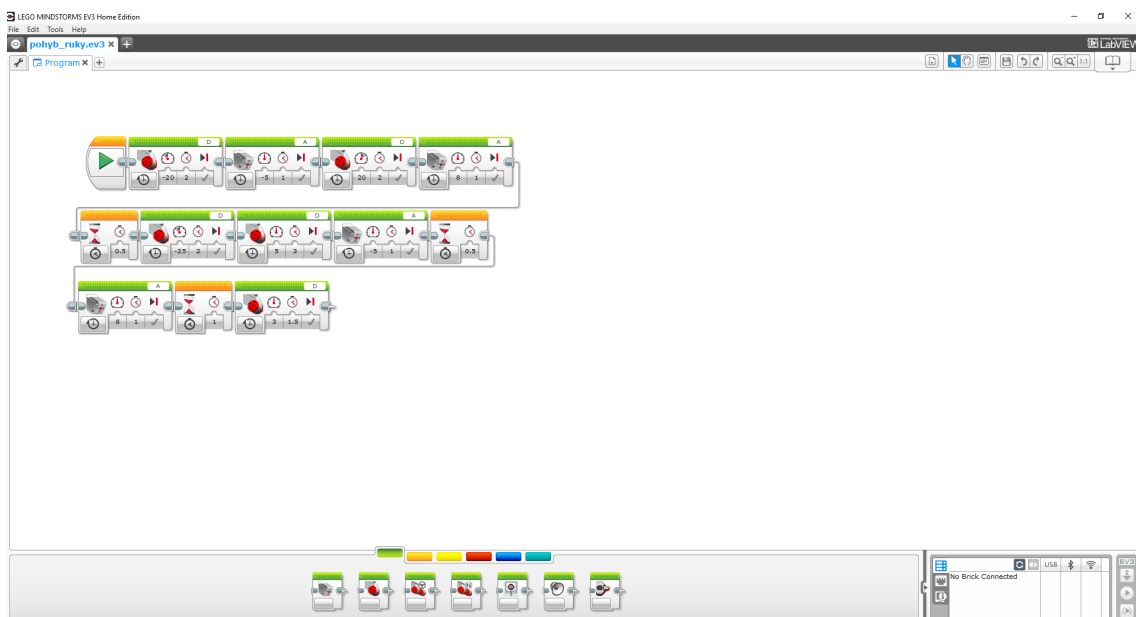 LEGO MINDSTORMS EV3 Home Edition
File Edit Tools Help
pohyb_ruky.ev3 × +
LabVIEW
Program × +
1:1
D A D A
-20 2 -5 1 20 2 8 1
D D A
0.5 -25 2 5 3 -5 1 0.5
A D
8 1 1 3 1.5
USB
EV3
No Brick Connected